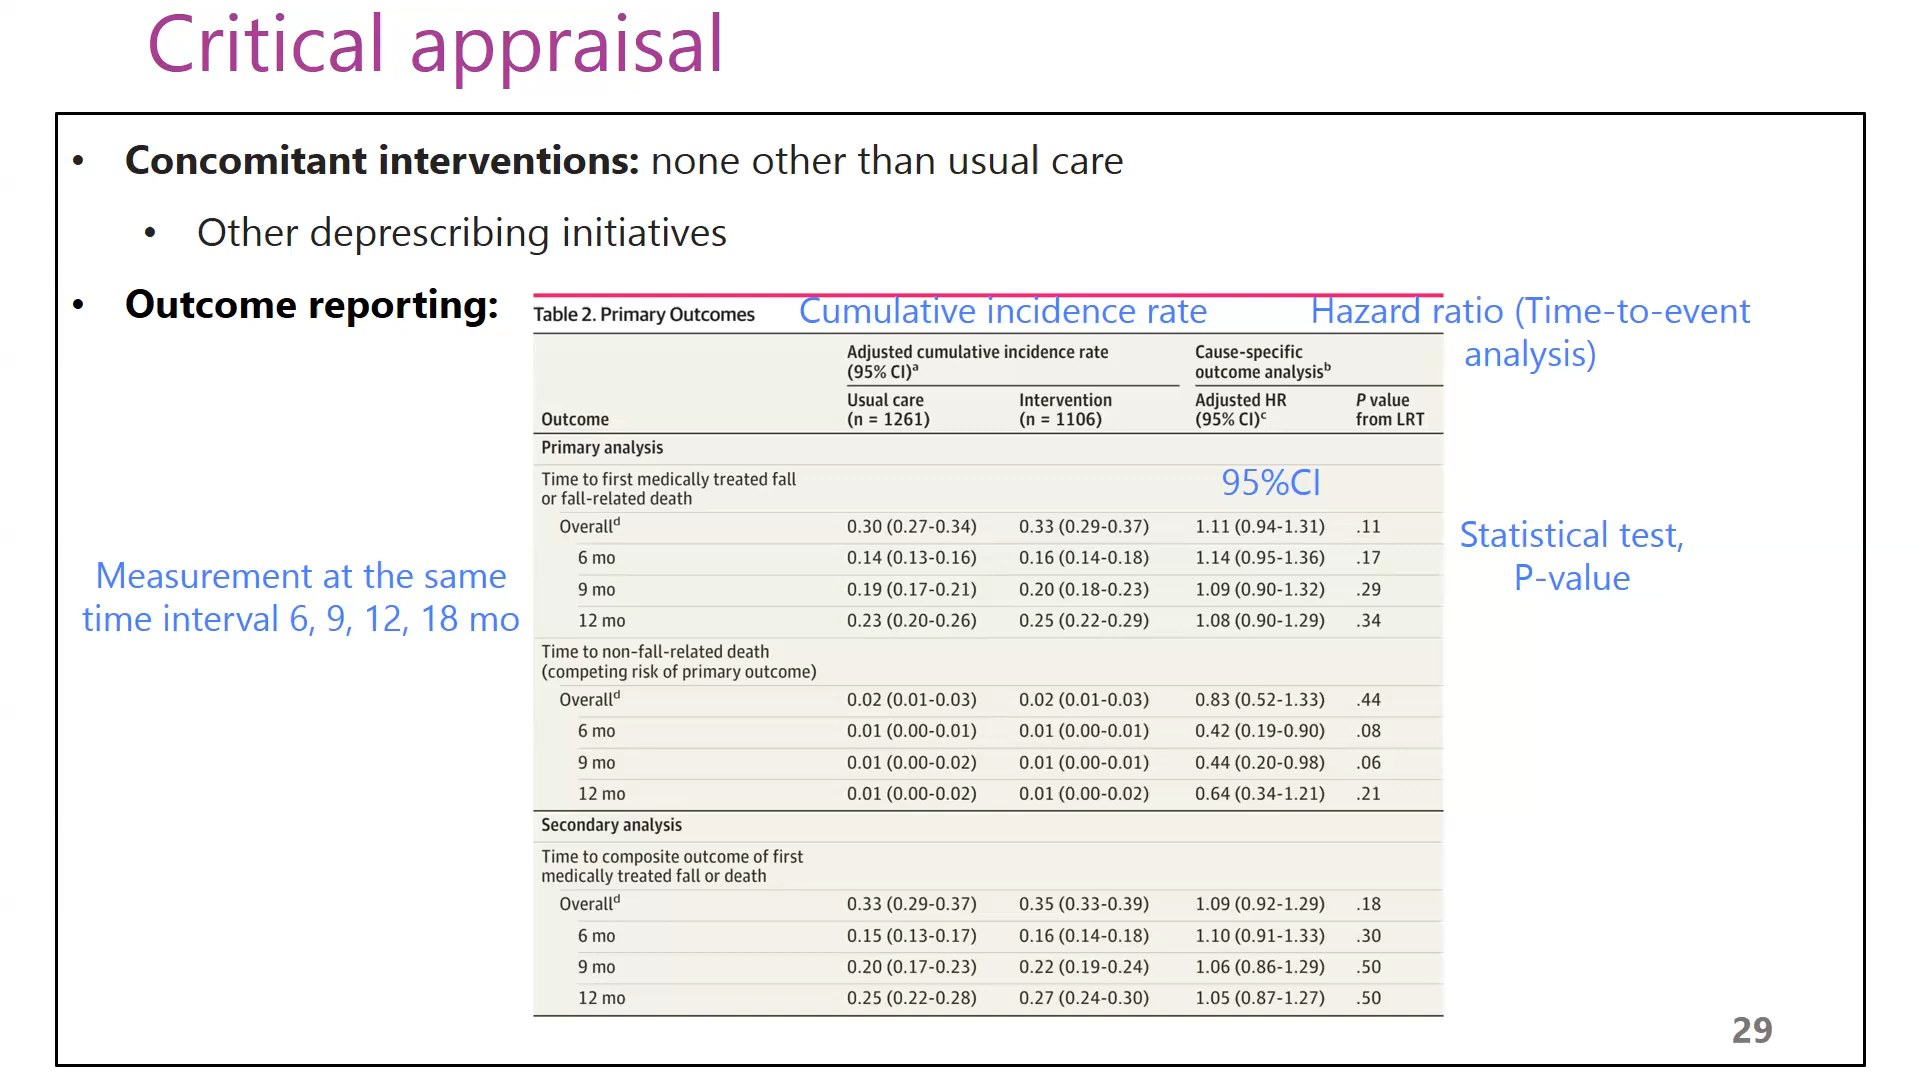 Critical appraisal
• Concomitant interventions: none other than usual care
• Other deprescribing initiatives
• Outcome reporting:
Table 2. Primary Outcomes
Cumulative incidence rate
Hazard ratio (Time-to-event
analysis)
Adjusted cumulative incidence rate
(95% CI)a
Cause-specific
outcome analysisb
Outcome
Usual care
(n = 1261)
Intervention
(n = 1106)
Adjusted HR
(95% CI)c
P value
from LRT
Primary analysis
Time to first medically treated fall
or fall-related death
95%CI
Overalld 0.30 (0.27-0.34) 0.33 (0.29-0.37) 1.11 (0.94-1.31) .11
6 mo 0.14 (0.13-0.16) 0.16 (0.14-0.18) 1.14 (0.95-1.36) .17
9 mo 0.19 (0.17-0.21) 0.20 (0.18-0.23) 1.09 (0.90-1.32) .29
12 mo 0.23 (0.20-0.26) 0.25 (0.22-0.29) 1.08 (0.90-1.29) .34
Measurement at the same
time interval 6, 9, 12, 18 mo
Statistical test,
P-value
Time to non-fall-related death
(competing risk of primary outcome)
Overalld 0.02 (0.01-0.03) 0.02 (0.01-0.03) 0.83 (0.52-1.33) .44
6 mo 0.01 (0.00-0.01) 0.01 (0.00-0.01) 0.42 (0.19-0.90) .08
9 mo 0.01 (0.00-0.02) 0.01 (0.00-0.01) 0.44 (0.20-0.98) .06
12 mo 0.01 (0.00-0.02) 0.01 (0.00-0.02) 0.64 (0.34-1.21) .21
Secondary analysis
Time to composite outcome of first
medically treated fall or death
Overalld 0.33 (0.29-0.37) 0.35 (0.33-0.39) 1.09 (0.92-1.29) .18
6 mo 0.15 (0.13-0.17) 0.16 (0.14-0.18) 1.10 (0.91-1.33) .30
9 mo 0.20 (0.17-0.23) 0.22 (0.19-0.24) 1.06 (0.86-1.29) .50
12 mo 0.25 (0.22-0.28) 0.27 (0.24-0.30) 1.05 (0.87-1.27) .50
29